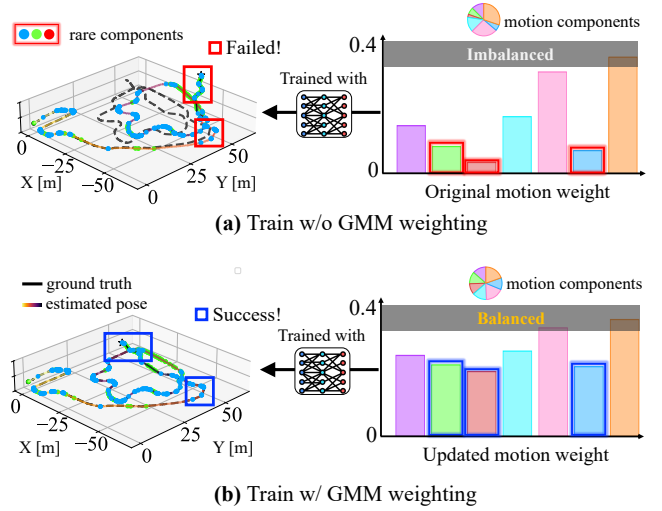 rare components
Failed!
Trained with
motion components
0.4
Imbalanced
0
Original motion weight
0
−25
−50
X [m]
0
25
50
Y [m]
(a) Train w/o GMM weighting
ground truth
estimated pose
Success!
Trained with
motion components
0.4
Balanced
0
Updated motion weight
0
−25
−50
X [m]
0
25
50
Y [m]
(b) Train w/ GMM weighting